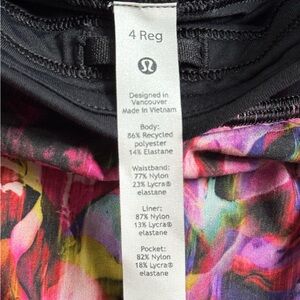 4 Reg
Designed in
Vancouver
Made in Vietnam
Body:
86% Recycled
polyester
14% Elastane
Waistband:
77% Nylon
23% Lycra®
elastane
Liner:
87% Nylon
13% Lycra®
elastane
Pocket:
82% Nylon
18% Lycra®
elastane